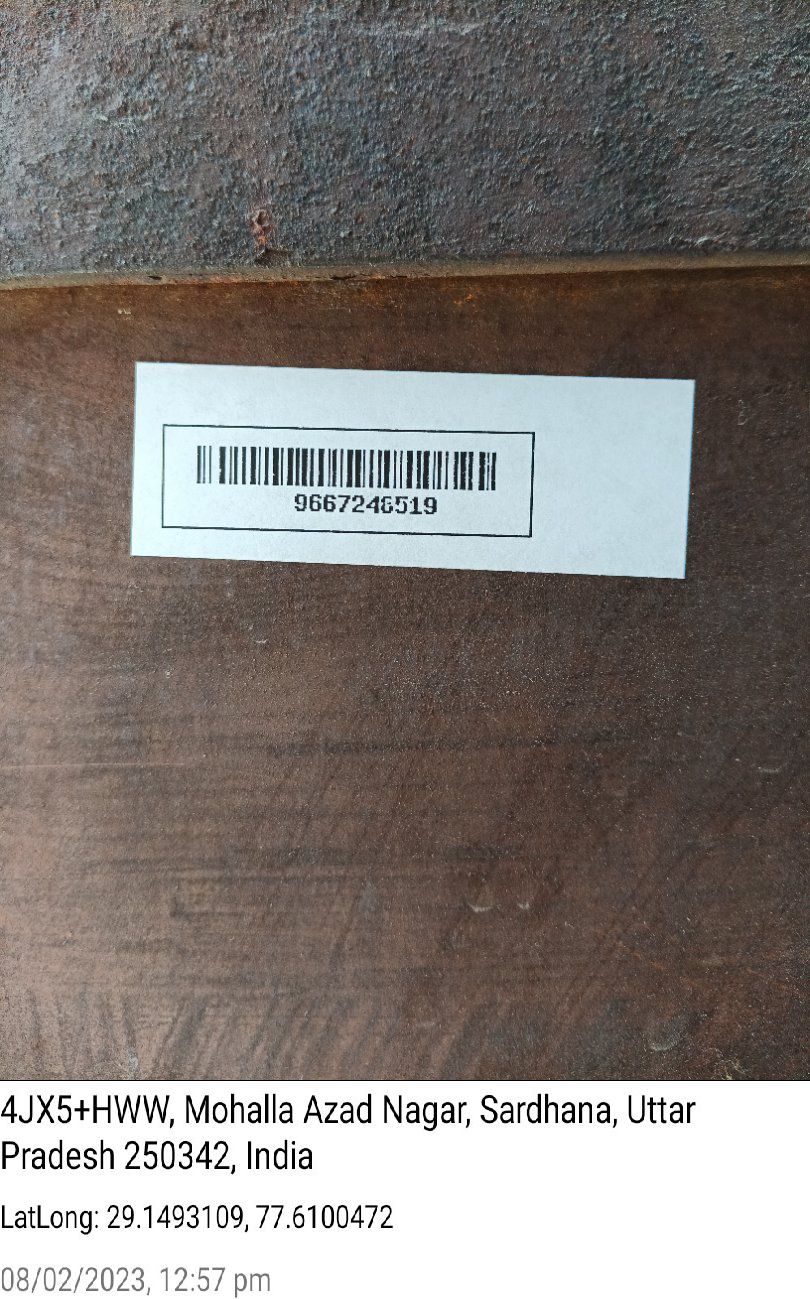 9667248519
4JX5+HWW, Mohalla Azad Nagar, Sardhana, Uttar
Pradesh 250342, India
LatLong: 29.1493109, 77.6100472
08/02/2023, 12:57 pm